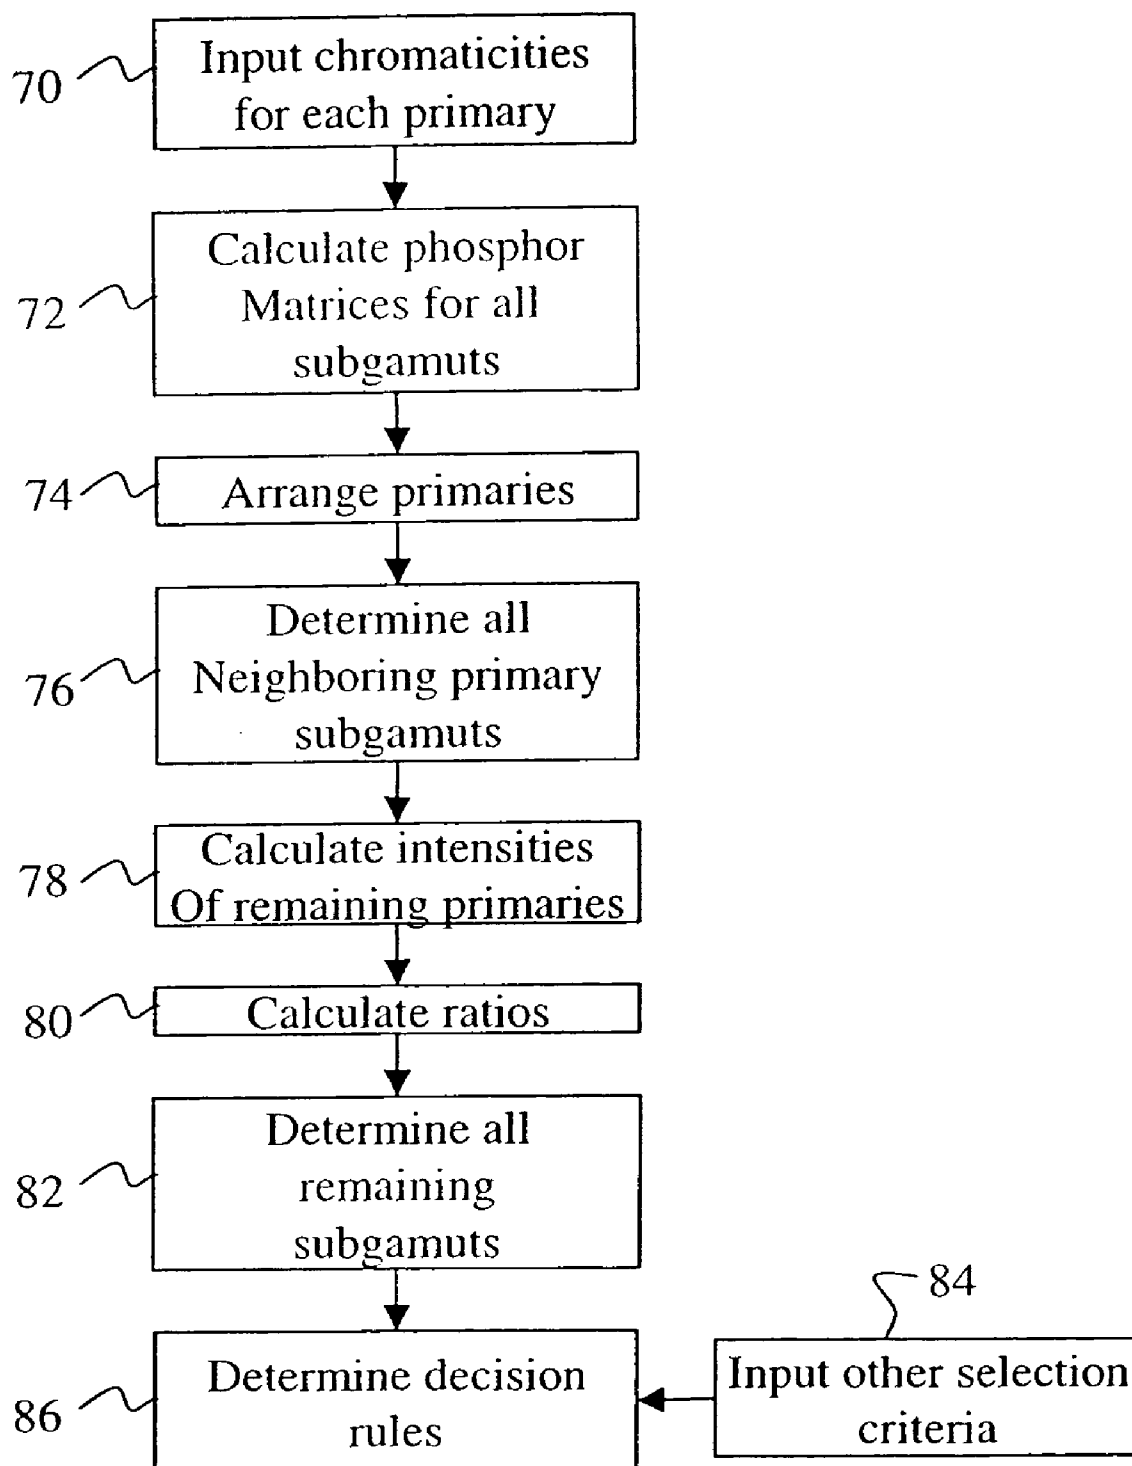 70
Input chromaticities
for each primary
72
Calculate phosphor
Matrices for all
subgamuts
74
Arrange primaries
76
Determine all
Neighboring primary
subgamuts
78
Calculate intensities
Of remaining primaries
80
Calculate ratios
82
Determine all
remaining
subgamuts
84
Input other selection
criteria
86
Determine decision
rules